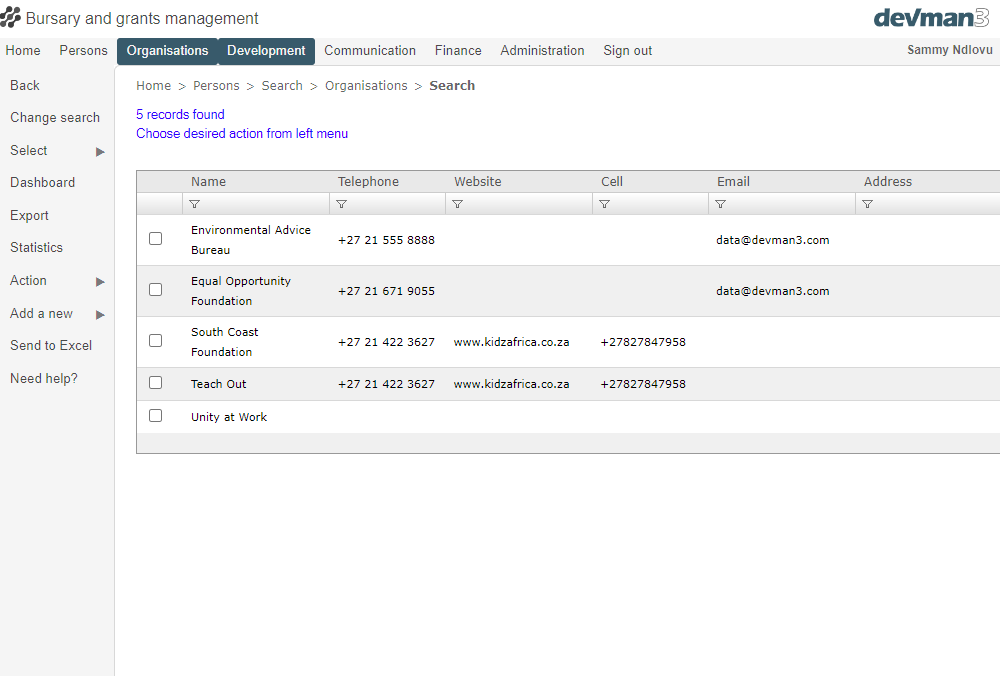 Bursary and grants management
devman3
Home Persons Organisations Development Communication Finance Administration Sign out Sammy Ndlovu
Back
Change search
Select
Dashboard
Export
Statistics
Action
Add a new
Send to Excel
Need help?
Home > Persons > Search > Organisations > Search
5 records found
Choose desired action from left menu
Name Telephone Website Cell Email Address
Environmental Advice
Bureau
+27 21 555 8888 data@devman3.com
Equal Opportunity
Foundation
+27 21 671 9055 data@devman3.com
South Coast
Foundation
+27 21 422 3627 www.kidzafrica.co.za +27827847958
Teach Out +27 21 422 3627 www.kidzafrica.co.za +27827847958
Unity at Work